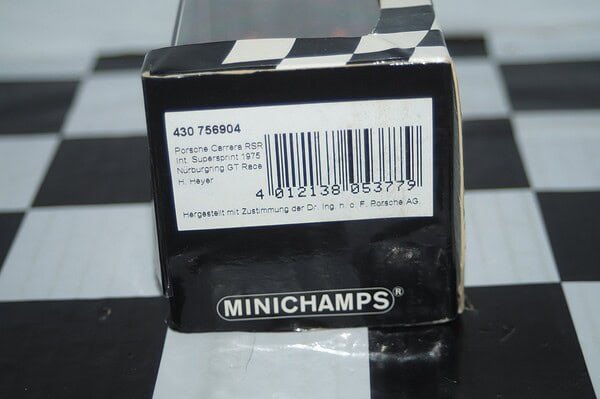 430 756904
Porsche Carrera RSR
Int. Supersprint 1975
Nürburgring GT Race
H. Heyer
4 012138 053779
Hergestellt mit Zustimmung der Dr. Ing. h. c. F. Porsche AG
MINICHAMPS®